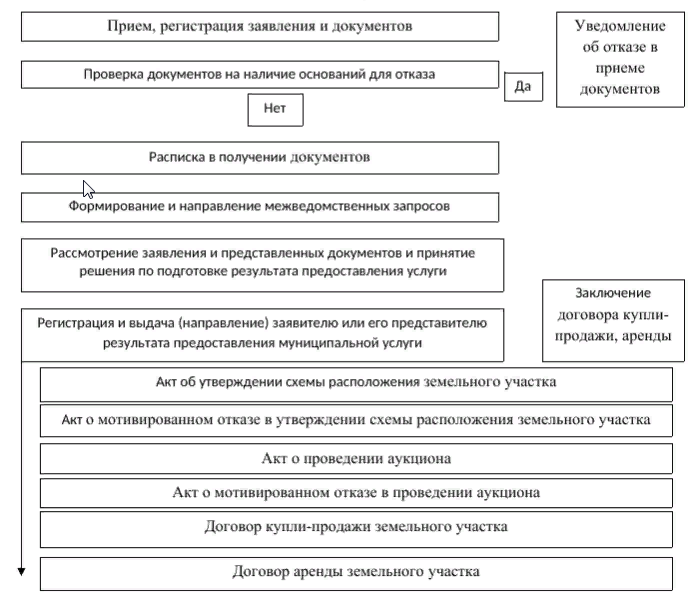 Прием, регистрация заявления и документов
Уведомление
об отказе в
приеме
документов
Проверка документов на наличие оснований для отказа
Да
Нет
Расписка в получении документов
Формирование и направление межведомственных запросов
Рассмотрение заявления и представленных документов и принятие
решения по подготовке результата предоставления услуги
Заключение
договора купли-
продажи, аренды
Регистрация и выдача (направление) заявителю или его представителю
результата предоставления муниципальной услуги
Акт об утверждении схемы расположения земельного участка
Акт о мотивированном отказе в утверждении схемы расположения земельного участка
Акт о проведении аукциона
Акт о мотивированном отказе в проведении аукциона
Договор купли-продажи земельного участка
Договор аренды земельного участка